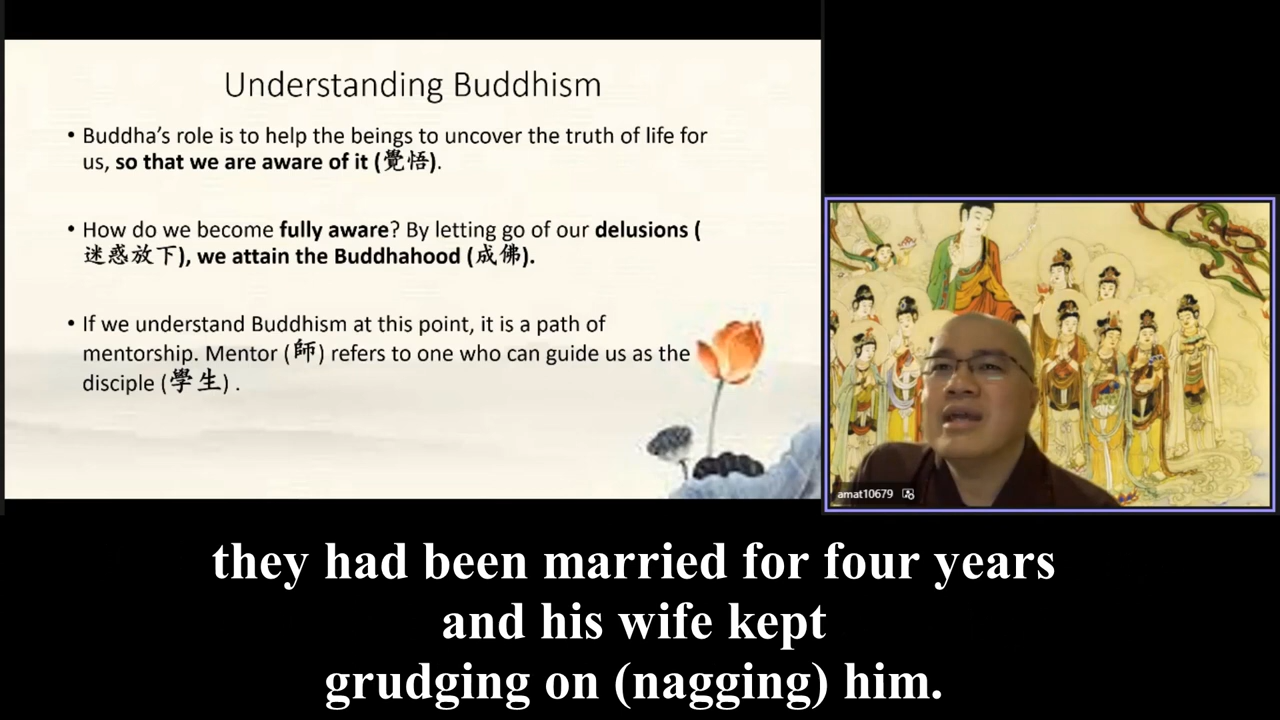 Understanding Buddhism
• Buddha’s role is to help the beings to uncover the truth of life for
us, so that we are aware of it (覺悟).
• How do we become fully aware? By letting go of our delusions (
迷惑放下), we attain the Buddhahood (成佛).
• If we understand Buddhism at this point, it is a path of
mentorship. Mentor (師) refers to one who can guide us as the
disciple (學生) .
amat10679
they had been married for four years
and his wife kept
grudging on (nagging) him.